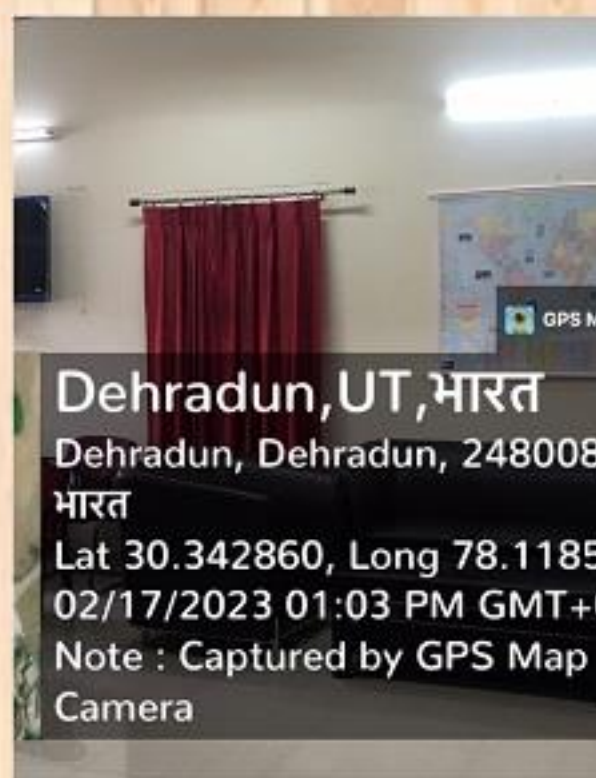 GPS M
Dehradun,UT,भारत
Dehradun, Dehradun, 248008
भारत
Lat 30.342860, Long 78.1185
02/17/2023 01:03 PM GMT+
Note : Captured by GPS Map
Camera